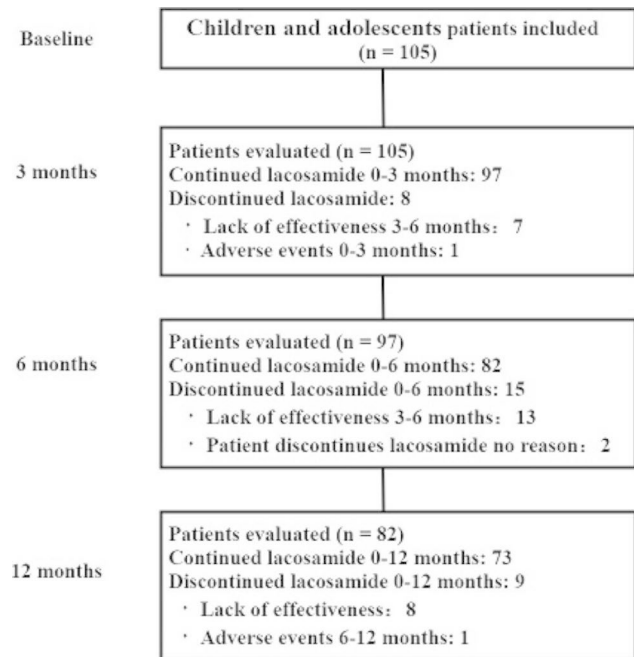 Baseline
Children and adolescents patients included
(n = 105)
3 months
Patients evaluated (n = 105)
Continued lacosamide 0-3 months: 97
Discontinued lacosamide: 8
· Lack of effectiveness 3-6 months: 7
· Adverse events 0-3 months: 1
6 months
Patients evaluated (n = 97)
Continued lacosamide 0-6 months: 82
Discontinued lacosamide 0-6 months: 15
· Lack of effectiveness 3-6 months: 13
· Patient discontinues lacosamide no reason: 2
12 months
Patients evaluated (n = 82)
Continued lacosamide 0-12 months: 73
Discontinued lacosamide 0-12 months: 9
· Lack of effectiveness: 8
· Adverse events 6-12 months: 1